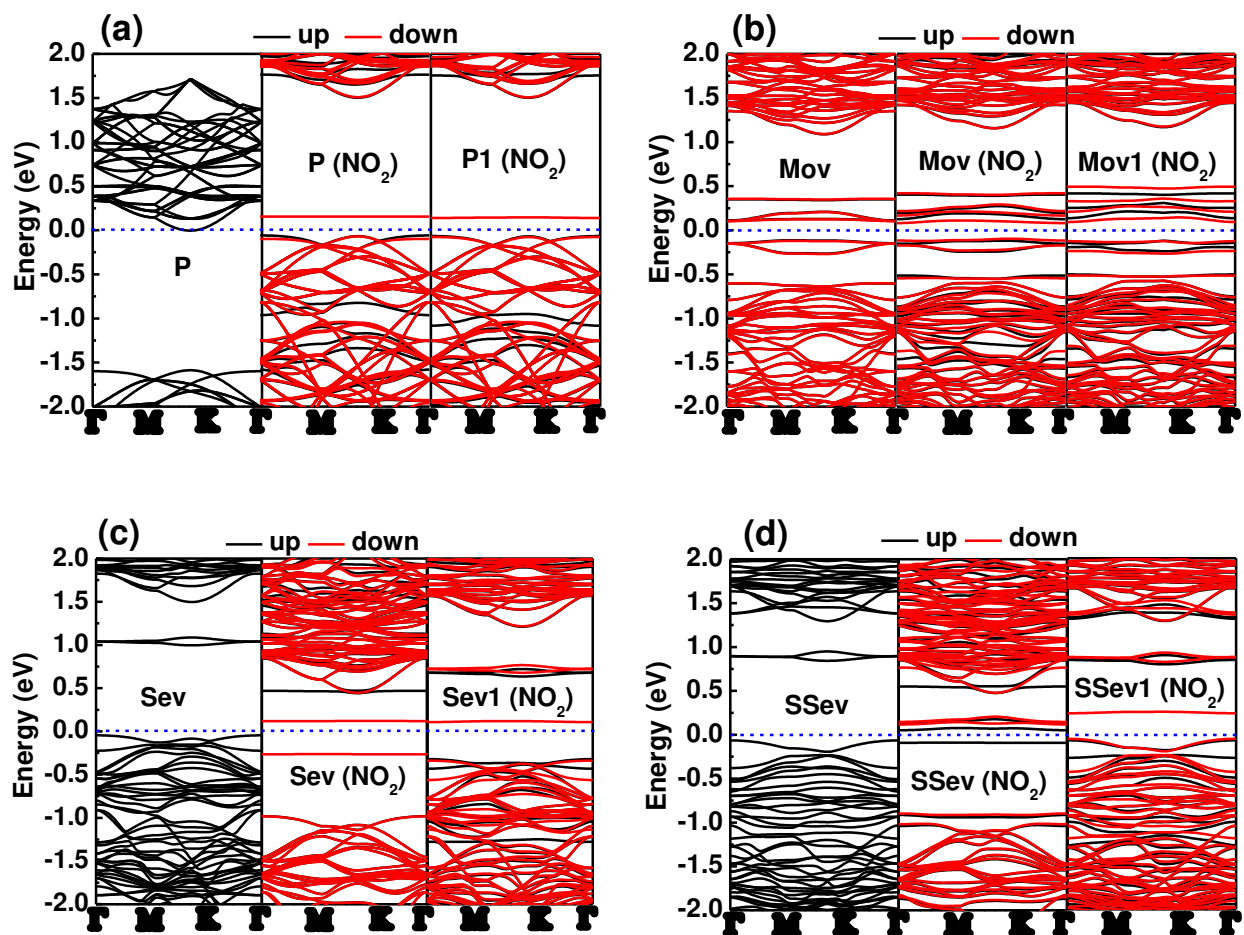 (a)
up down
2.0
1.5
1.0
0.5
0.0
-0.5
-1.0
-1.5
-2.0
Energy (eV)
P
P (NO2)
P1 (NO2)
Γ M K Γ M K Γ M K Γ
(b)
up down
2.0
1.5
1.0
0.5
0.0
-0.5
-1.0
-1.5
-2.0
Energy (eV)
Mov
Mov (NO2)
Mov1 (NO2)
Γ M K Γ M K Γ M K Γ
(c)
up down
2.0
1.5
1.0
0.5
0.0
-0.5
-1.0
-1.5
-2.0
Energy (eV)
Sev
Sev (NO2)
Sev1 (NO2)
Γ M K Γ M K Γ M K Γ
(d)
up down
2.0
1.5
1.0
0.5
0.0
-0.5
-1.0
-1.5
-2.0
Energy (eV)
SSev
SSev (NO2)
SSev1 (NO2)
Γ M K Γ M K Γ M K Γ